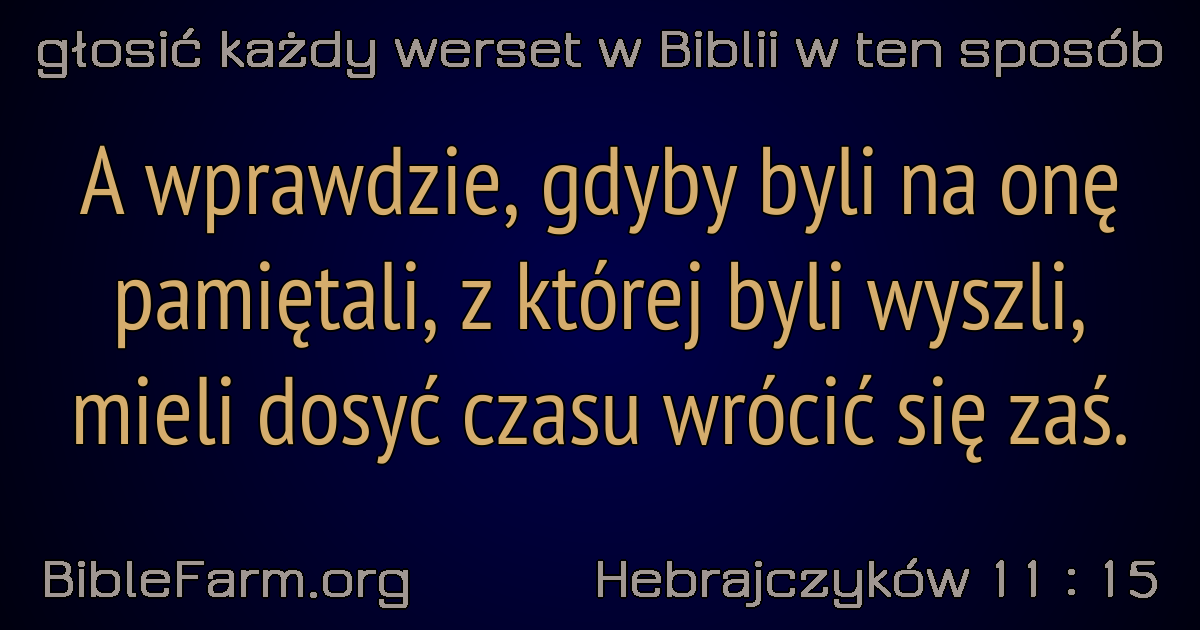 głosić każdy werset w Biblii w ten sposób
A wprawdzie, gdyby byli na onę
pamiętali, z której byli wyszli,
mieli dosyć czasu wrócić się zaś.
BibleFarm.org
Hebrajczyków 11 : 15